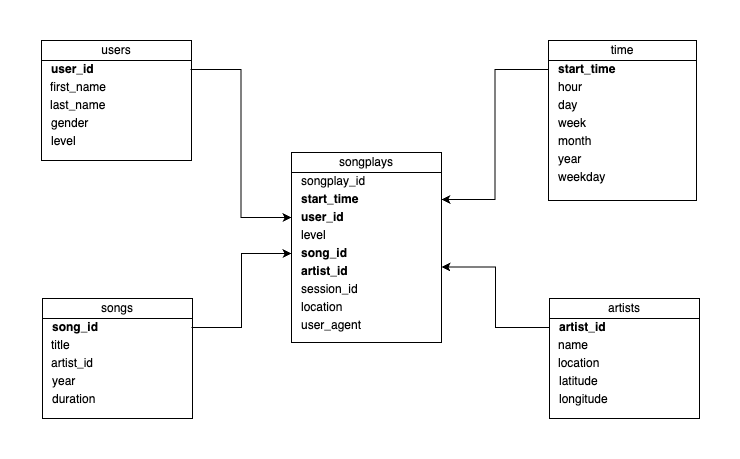 users
user_id
first_name
last_name
gender
level
time
start_time
hour
day
week
month
year
weekday
songplays
songplay_id
start_time
user_id
level
song_id
artist_id
session_id
location
user_agent
songs
song_id
title
artist_id
year
duration
artists
artist_id
name
location
latitude
longitude